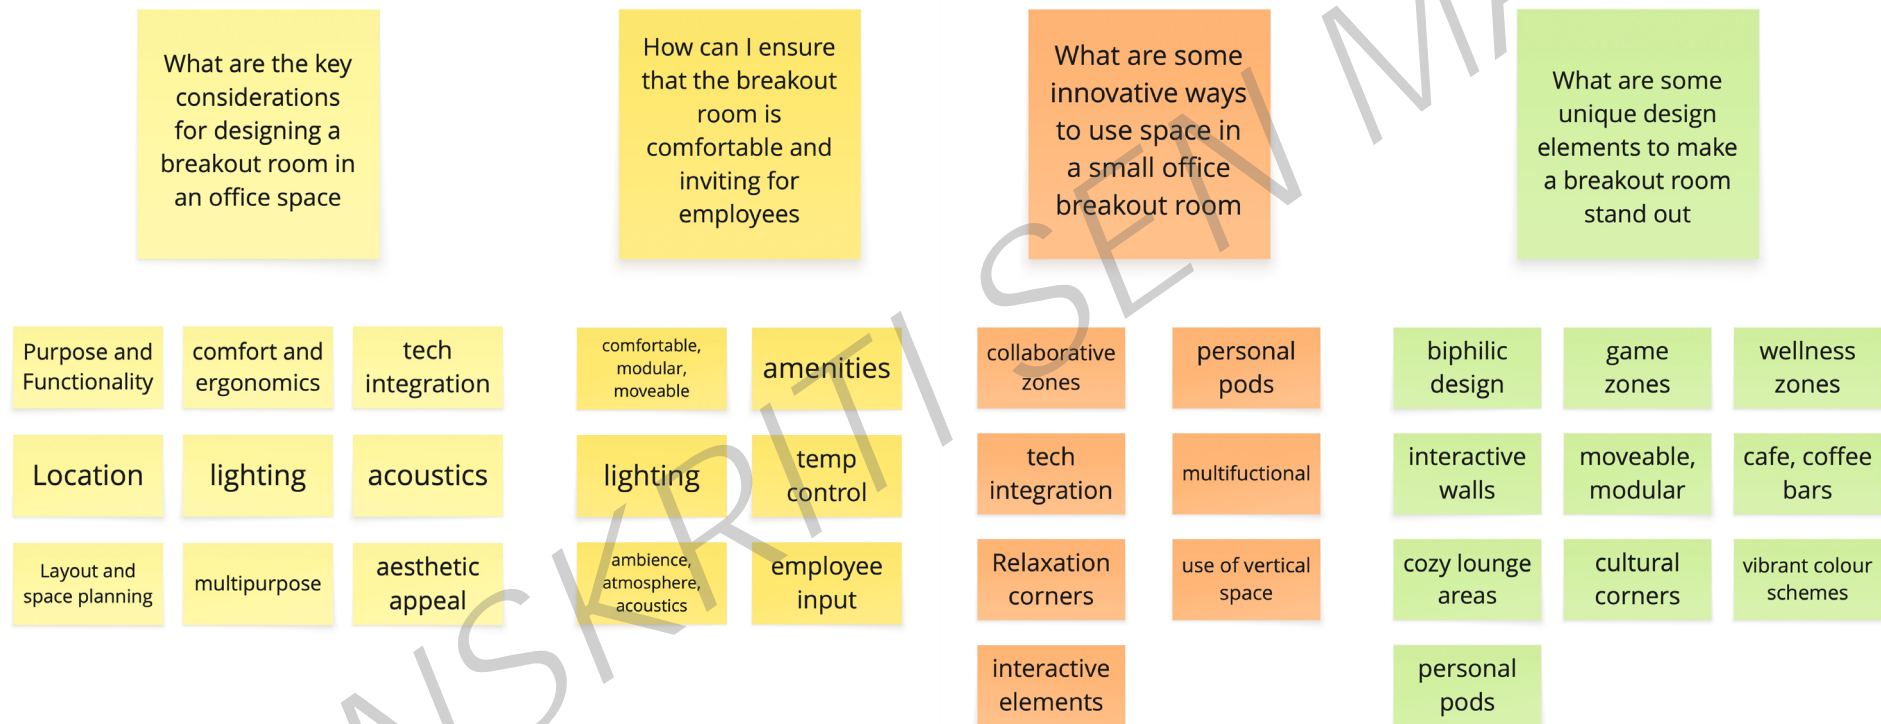 What are the key
considerations
for designing a
breakout room in
an office space
How can I ensure
that the breakout
room is
comfortable and
inviting for
employees
What are some
innovative ways
to use space in
a small office
breakout room
What are some
unique design
elements to make
a breakout room
stand out
Purpose and
Functionality
comfort and
ergonomics
tech
integration
Location
lighting
acoustics
Layout and
space planning
multipurpose
aesthetic
appeal
comfortable,
modular,
moveable
amenities
lighting
temp
control
ambience,
atmosphere,
acoustics
employee
input
collaborative
zones
personal
pods
tech
integration
multifuctional
Relaxation
corners
use of vertical
space
interactive
elements
biphilic
design
game
zones
wellness
zones
interactive
walls
moveable,
modular
cafe, coffee
bars
cozy lounge
areas
cultural
corners
vibrant colour
schemes
personal
pods
NSKRITI SEN MA